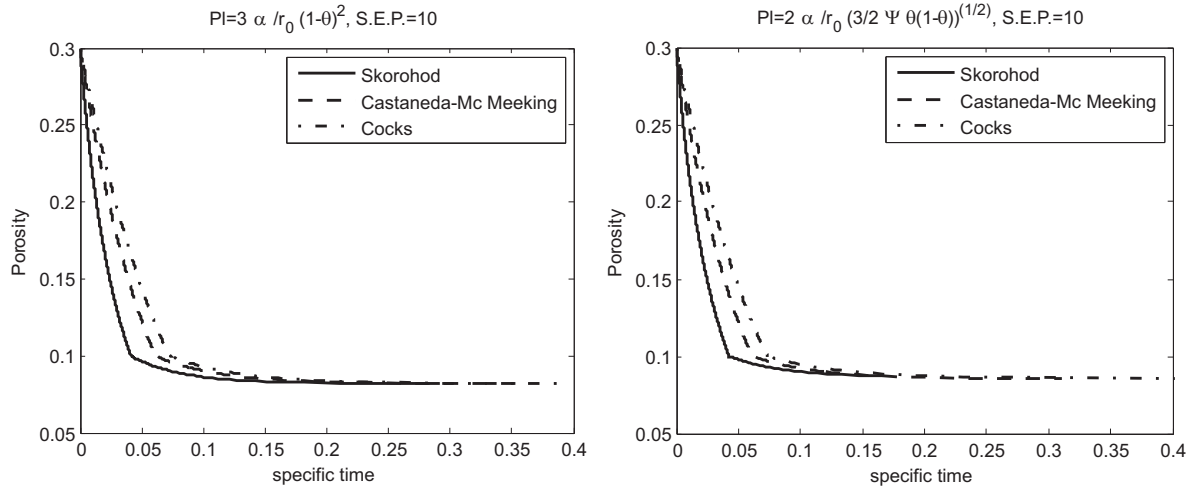 Pl=3 α /r₀ (1-θ)², S.E.P.=10
0.3
0.25
0.2
0.15
0.1
0.05
Porosity
Skorohod
Castaneda-Mc Meeking
Cocks
0 0.05 0.1 0.15 0.2 0.25 0.3 0.35 0.4
specific time
Pl=2 α /r₀ (3/2 Ψ θ(1-θ))^(1/2), S.E.P.=10
0.3
0.25
0.2
0.15
0.1
0.05
Porosity
Skorohod
Castaneda-Mc Meeking
Cocks
0 0.05 0.1 0.15 0.2 0.25 0.3 0.35 0.4
specific time